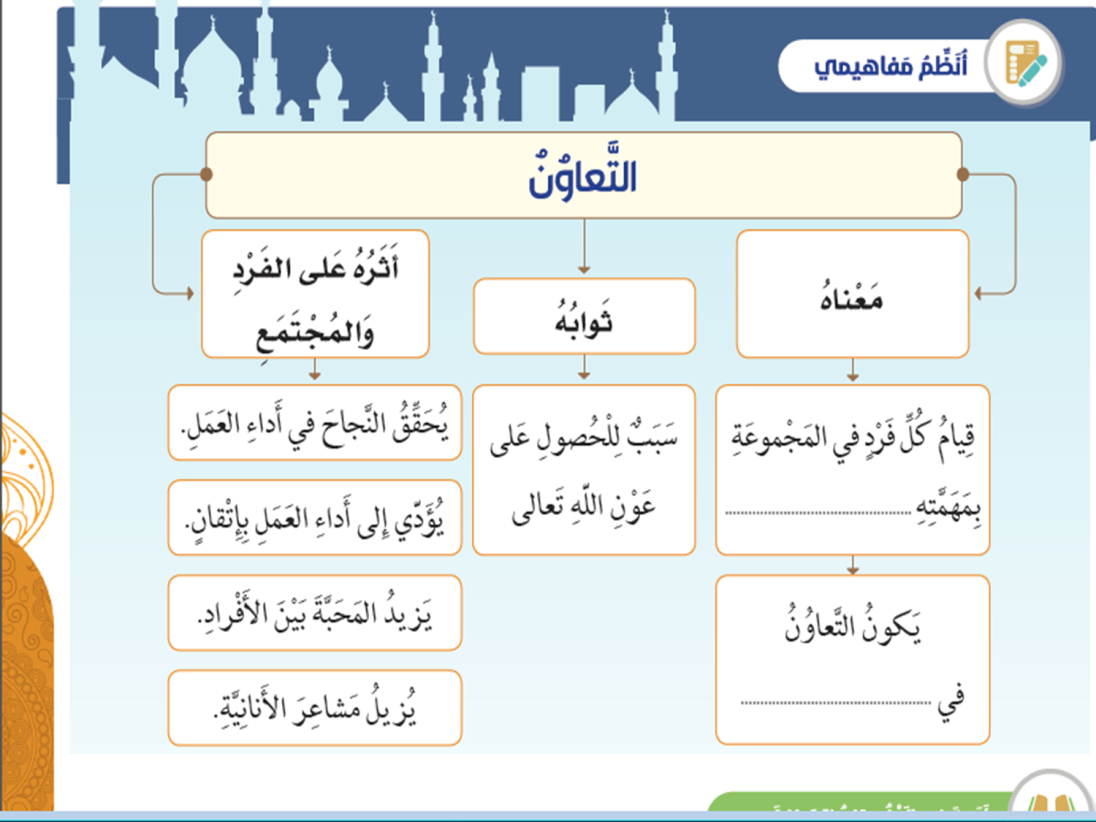 أُنَظِّمُ مَفاهيمي
التَّعاوُنُ
مَعْناهُ
قِيامُ كُلِّ فَرْدٍ في المَجْموعَةِ
بِمَهَمَّتِهِ ........................................
يَكونُ التَّعاوُنُ
في ........................................
ثَوابُهُ
سَبَبٌ لِلْحُصولِ عَلى
عَوْنِ اللّهِ تَعالى
أَثَرُهُ عَلى الفَرْدِ
وَالمُجْتَمَعِ
يُحَقِّقُ النَّجاحَ في أَداءِ العَمَلِ.
يُؤَدّي إِلى أَداءِ العَمَلِ بِإِتْقانٍ.
يَزيدُ المَحَبَّةَ بَيْنَ الأَفْرادِ.
يُزيلُ مَشاعِرَ الأَنانِيَّةِ.